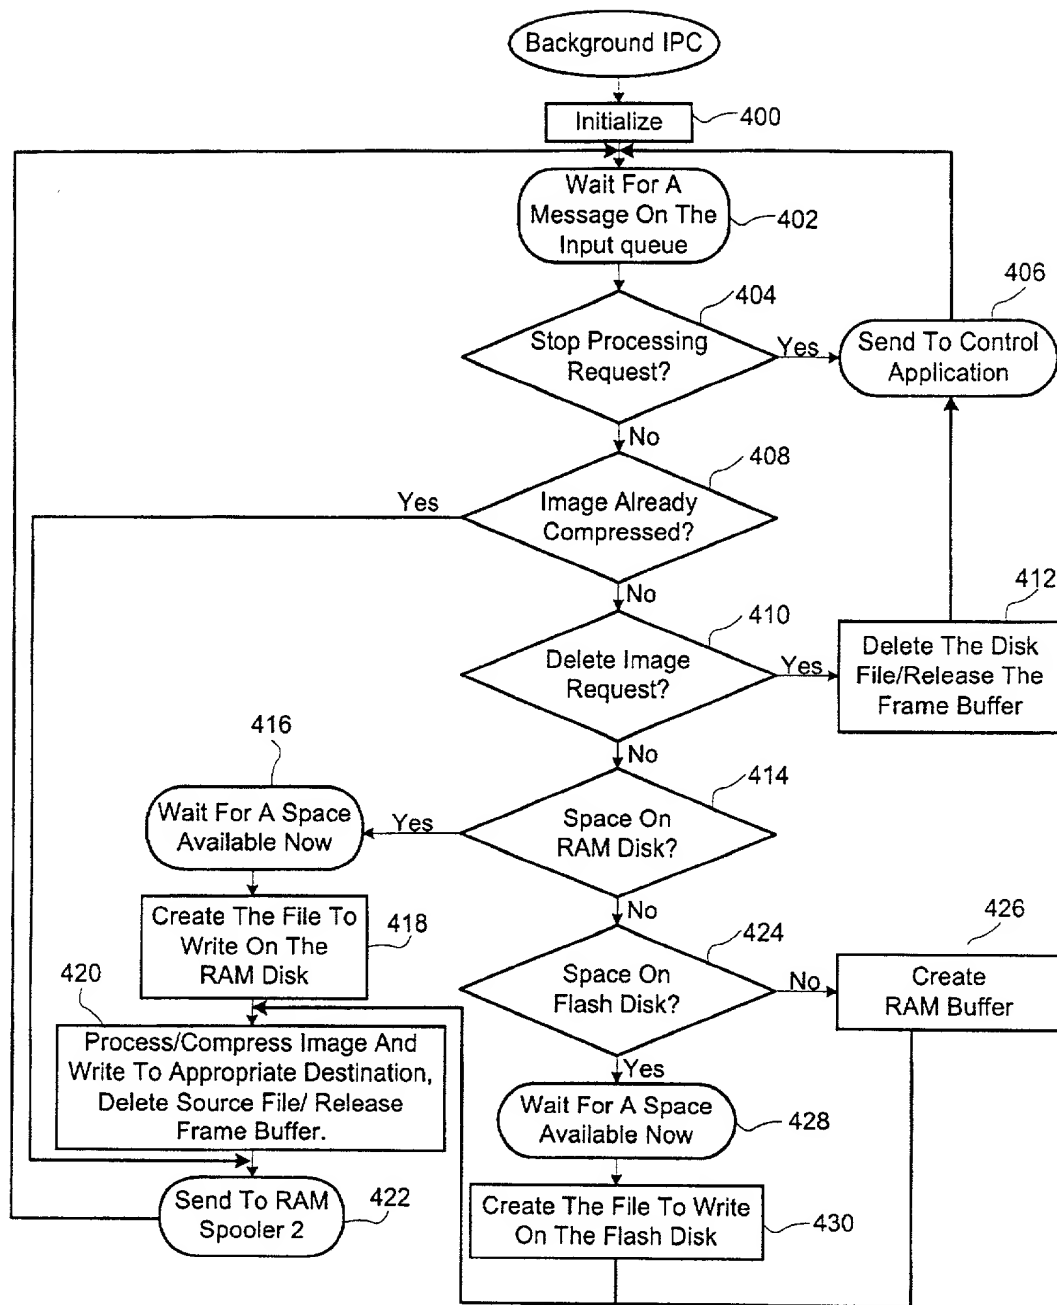 Background IPC
Initialize
400
Wait For A
Message On The
Input queue
402
404
Stop Processing
Request?
Yes
406
Send To Control
Application
No
408
Yes
Image Already
Compressed?
No
410
Delete Image
Request?
Yes
412
Delete The Disk
File/Release The
Frame Buffer
No
414
Space On
RAM Disk?
Yes
416
Wait For A Space
Available Now
Create The File To
Write On The
RAM Disk
418
No
424
Space On
Flash Disk?
No
426
Create
RAM Buffer
420
Process/Compress Image And
Write To Appropriate Destination,
Delete Source File/ Release
Frame Buffer.
Yes
Wait For A Space
Available Now
428
Send To RAM
Spooler 2
422
Create The File To Write
On The Flash Disk
430